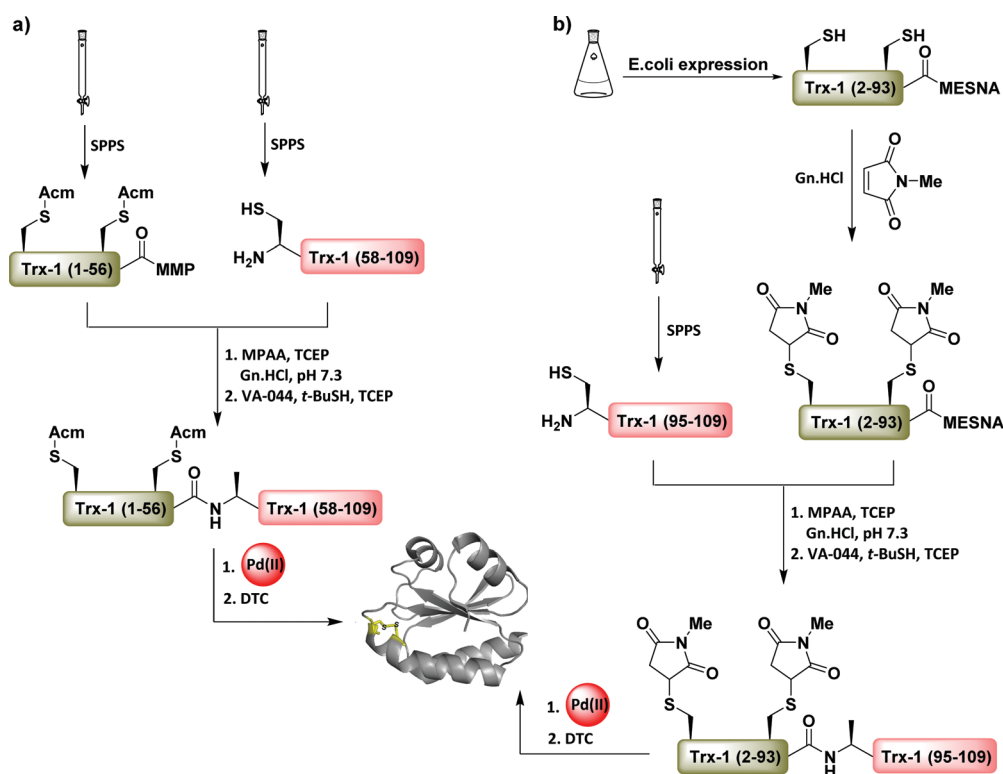 a)
SPPS
SPPS
Acm
S
Acm
S
O
Trx-1 (1-56)
MMP
HS
H₂N
Trx-1 (58-109)
1. MPAA, TCEP
Gn.HCl, pH 7.3
2. VA-044, t-BuSH, TCEP
Acm
S
Acm
S
O
Trx-1 (1-56)
N
H
Trx-1 (58-109)
1. Pd(II)
2. DTC
S
S
b)
E.coli expression
SH
SH
O
Trx-1 (2-93)
MESNA
Gn.HCl
O
N–Me
O
SPPS
HS
H₂N
Trx-1 (95-109)
O
N
Me
O
S
O
N
Me
O
S
O
Trx-1 (2-93)
MESNA
1. MPAA, TCEP
Gn.HCl, pH 7.3
2. VA-044, t-BuSH, TCEP
O
N
Me
O
S
O
N
Me
O
S
O
Trx-1 (2-93)
N
H
Trx-1 (95-109)
1. Pd(II)
2. DTC